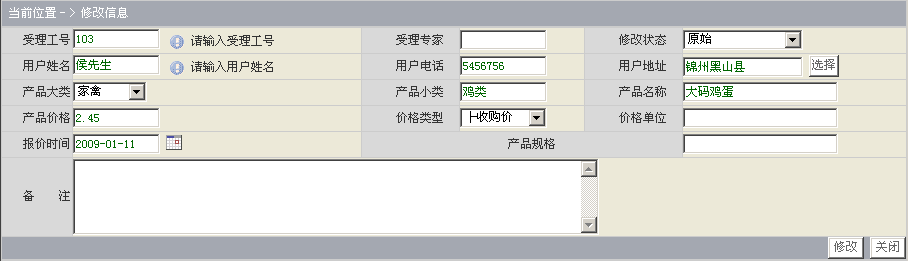 当前位置 - > 修改信息
受理工号 103 请输入受理工号 受理专家 修改状态 原始
用户姓名 侯先生 请输入用户姓名 用户电话 5456756 用户地址 锦州黑山县 选择
产品大类 家禽 产品小类 鸡类 产品名称 大码鸡蛋
产品价格 2.45 价格类型 ├收购价 价格单位
报价时间 2009-01-11 产品规格
备 注
修改 关闭